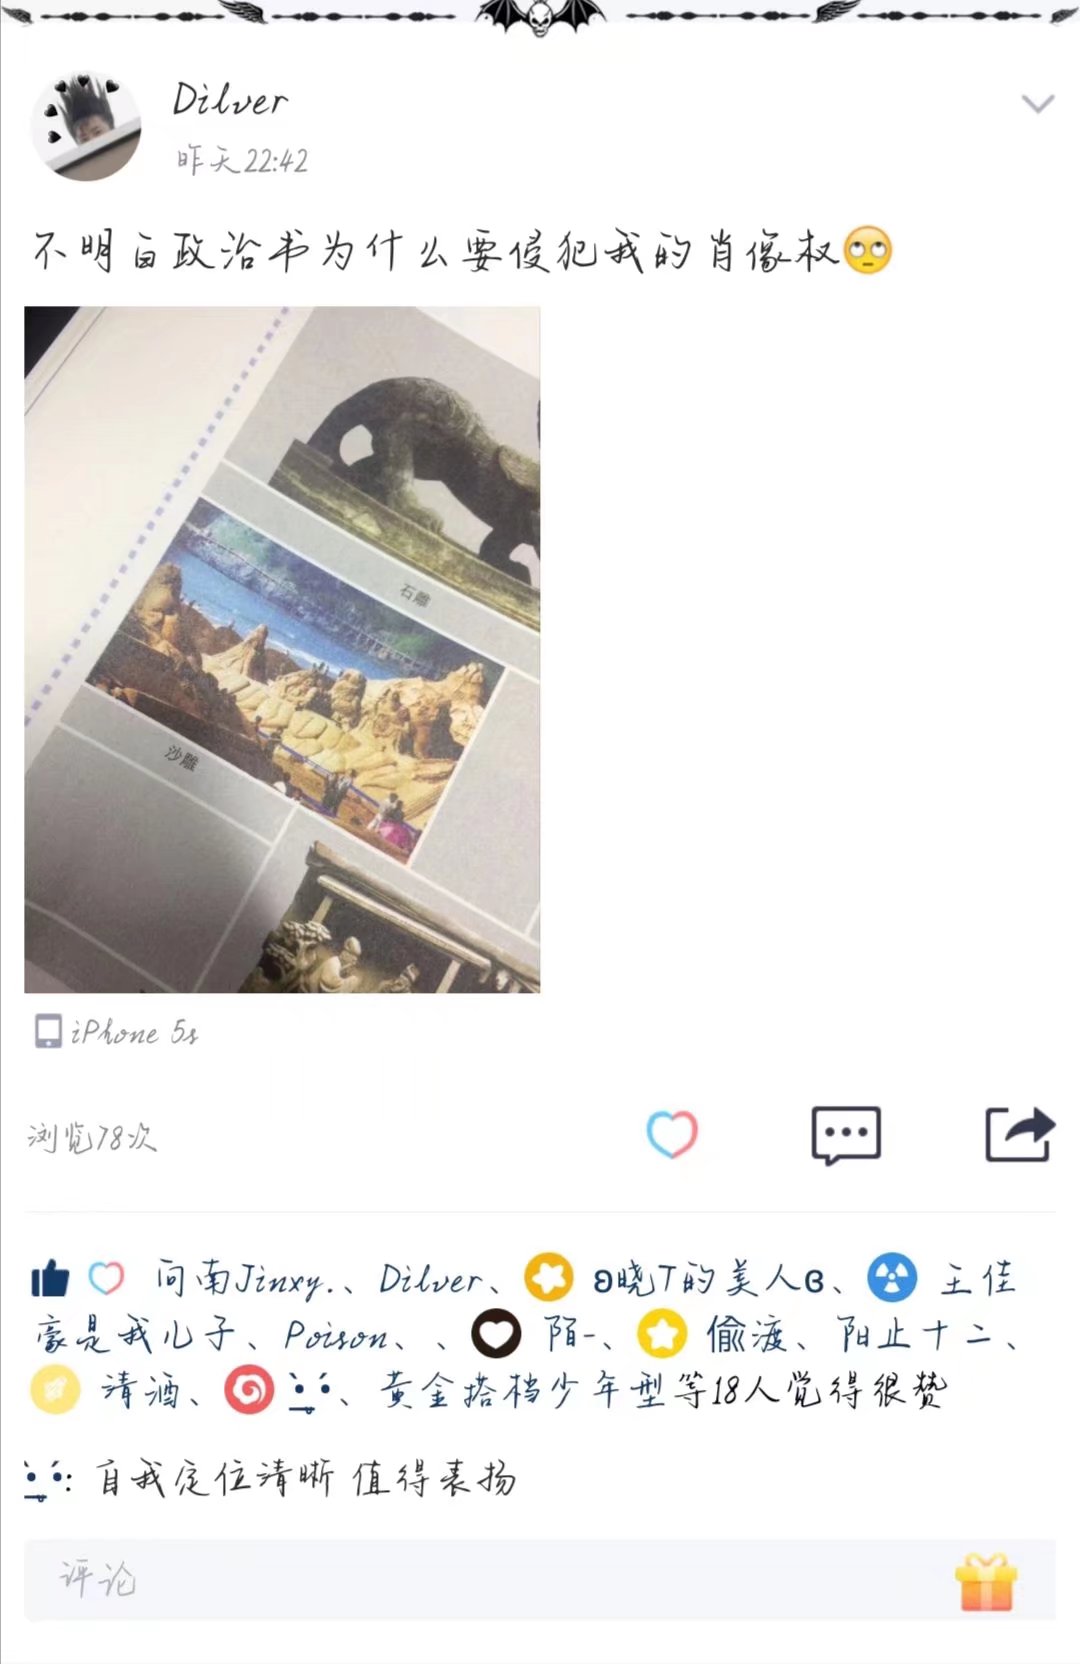 Dilver
昨天22:42
不明白政治书为什么要侵犯我的肖像权🙄
石雕
沙雕
iPhone 5s
浏览78次
向南Jinxy.、Dilver、ʚ晓T的美人ɞ、王佳
豪是我儿子、Poison、、陌-、偷渡、阳止十二、
清酒、、黄金搭档少年型等18人觉得很赞
: 自我定位清晰 值得表扬
评论